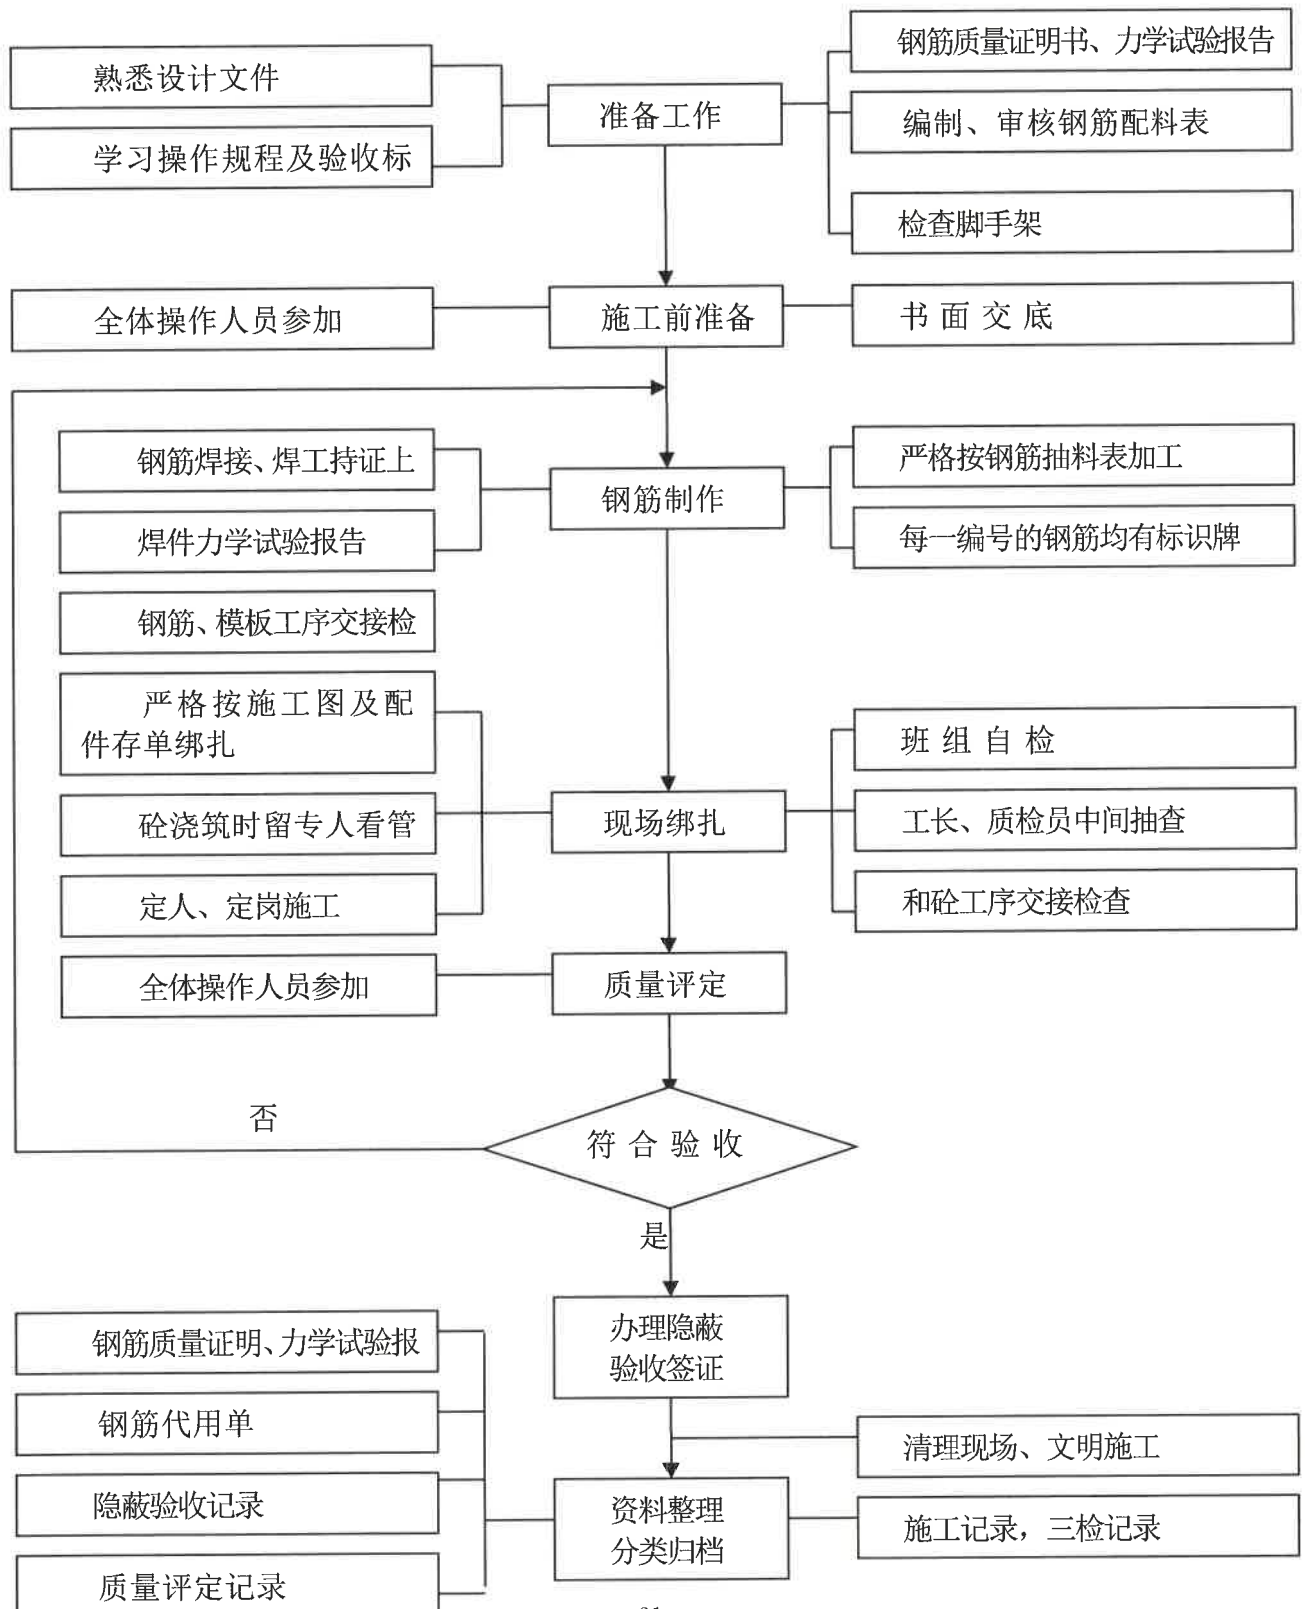 钢筋质量证明书、力学试验报告
熟悉设计文件
准备工作
编制、审核钢筋配料表
学习操作规程及验收标
检查脚手架
全体操作人员参加
施工前准备
书面交底
钢筋焊接、焊工持证上
钢筋制作
严格按钢筋抽料表加工
焊件力学试验报告
每一编号的钢筋均有标识牌
钢筋、模板工序交接检
严格按施工图及配
件存单绑扎
班组自检
砼浇筑时留专人看管
现场绑扎
工长、质检员中间抽查
定人、定岗施工
和砼工序交接检查
全体操作人员参加
质量评定
否
符合验收
是
办理隐蔽
验收签证
钢筋质量证明、力学试验报
钢筋代用单
清理现场、文明施工
隐蔽验收记录
资料整理
分类归档
施工记录，三检记录
质量评定记录